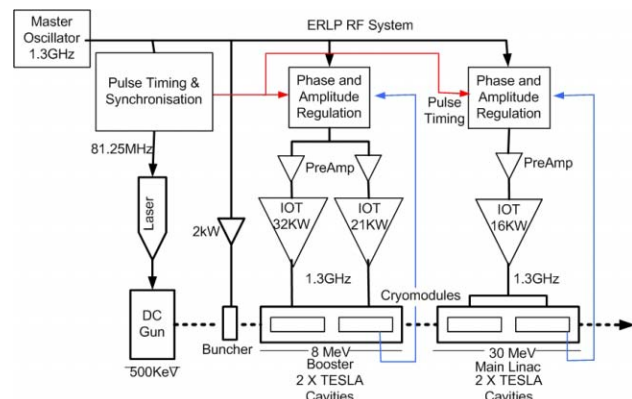 Master
Oscillator
1.3GHz
ERLP RF System
Pulse Timing &
Synchronisation
Phase and
Amplitude
Regulation
Pulse
Timing
Phase and
Amplitude
Regulation
81.25MHz
PreAmp
PreAmp
Laser
2kW
IOT
32KW
IOT
21KW
IOT
16KW
1.3GHz
1.3GHz
Cryomodules
DC
Gun
Buncher
500KeV
8 MeV
Booster
2 X TESLA
Cavities
30 MeV
Main Linac
2 X TESLA
Cavities